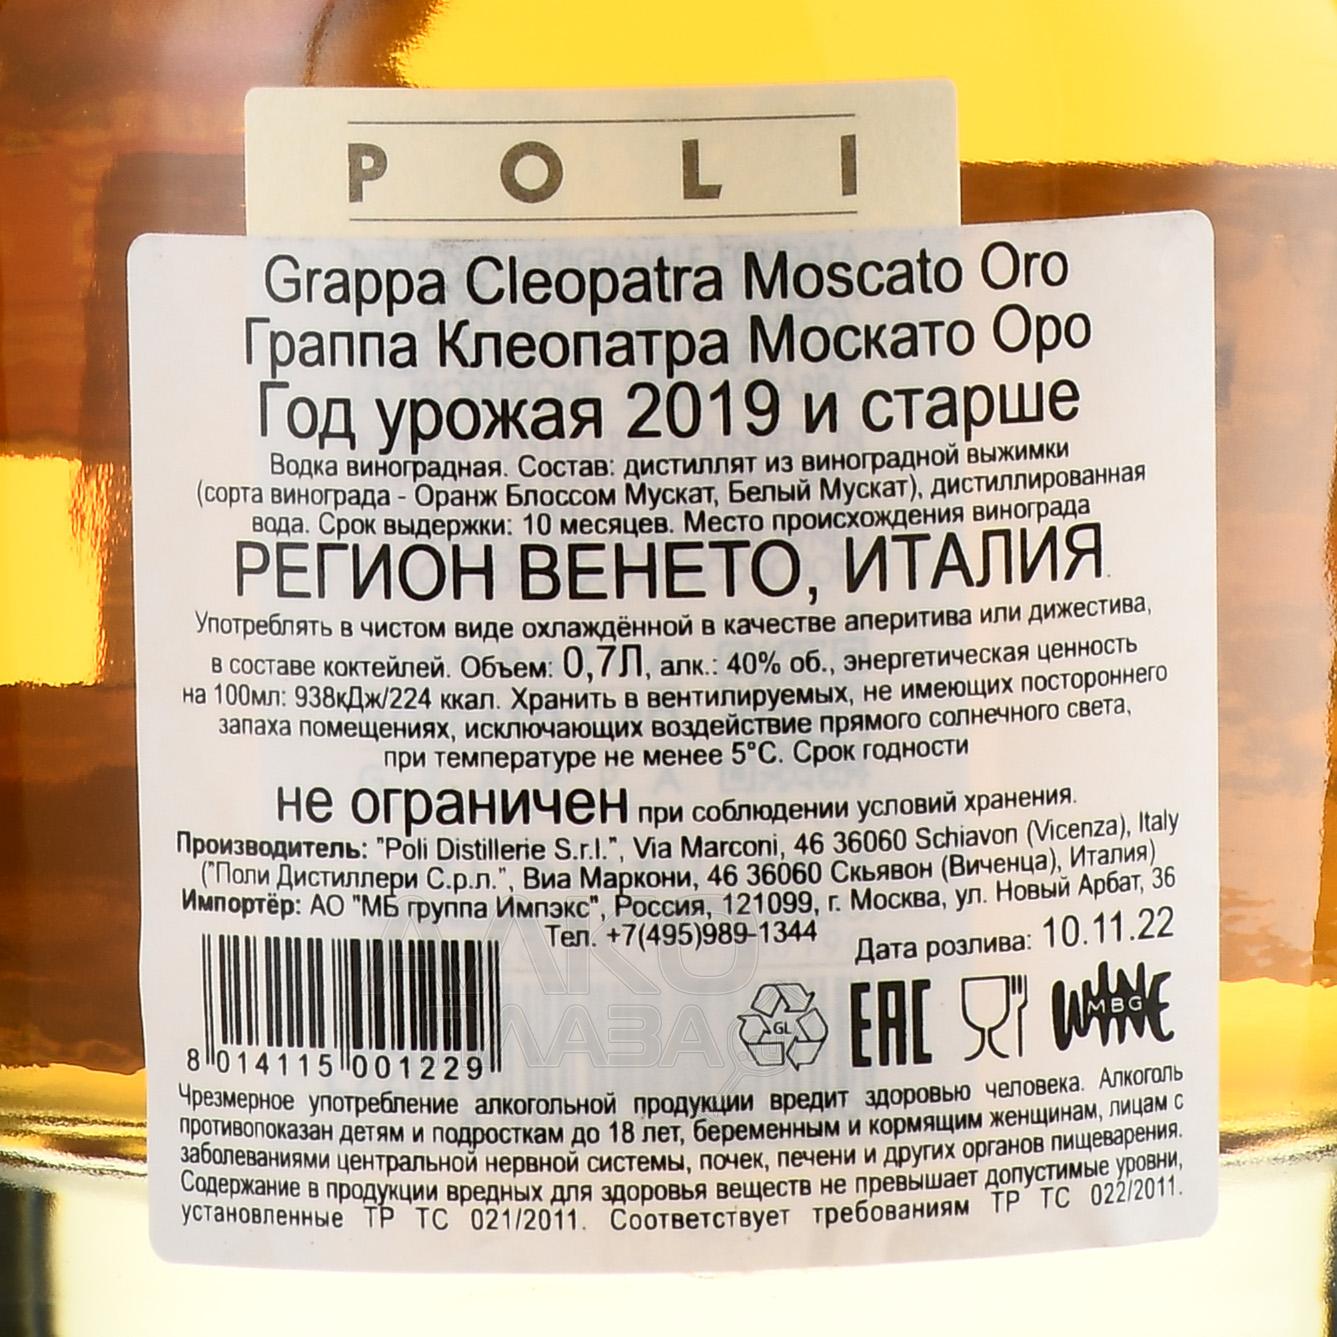 POLI
Grappa Cleopatra Moscato Oro
Граппа Клеопатра Москато Оро
Год урожая 2019 и старше
Водка виноградная. Состав: дистиллят из виноградной выжимки
(сорта винограда - Оранж Блоссом Мускат, Белый Мускат), дистиллированная
вода. Срок выдержки: 10 месяцев. Место происхождения винограда
РЕГИОН ВЕНЕТО, ИТАЛИЯ.
Употреблять в чистом виде охлаждённой в качестве аперитива или дижестива,
в составе коктейлей. Объем: 0,7Л, алк.: 40% об., энергетическая ценность
на 100мл: 938кДж/224 ккал. Хранить в вентилируемых, не имеющих постороннего
запаха помещениях, исключающих воздействие прямого солнечного света,
при температуре не менее 5°С. Срок годности
не ограничен при соблюдении условий хранения.
Производитель: "Poli Distillerie S.r.l.", Via Marconi, 46 36060 Schiavon (Vicenza), Italy
("Поли Дистиллери С.р.л.", Виа Маркони, 46 36060 Скьявон (Виченца), Италия)
Импортёр: АО "МБ группа Импэкс", Россия, 121099, г. Москва, ул. Новый Арбат, 36
Тел. +7(495)989-1344
Дата розлива: 10.11.22
АЛКО
ПЛАЗА
GL
EAC
WINE
MBG
8 014115 001229
Чрезмерное употребление алкогольной продукции вредит здоровью человека. Алкоголь
противопоказан детям и подросткам до 18 лет, беременным и кормящим женщинам, лицам с
заболеваниями центральной нервной системы, почек, печени и других органов пищеварения.
Содержание в продукции вредных для здоровья веществ не превышает допустимые уровни,
установленные ТР ТС 021/2011. Соответствует требованиям ТР ТС 022/2011.